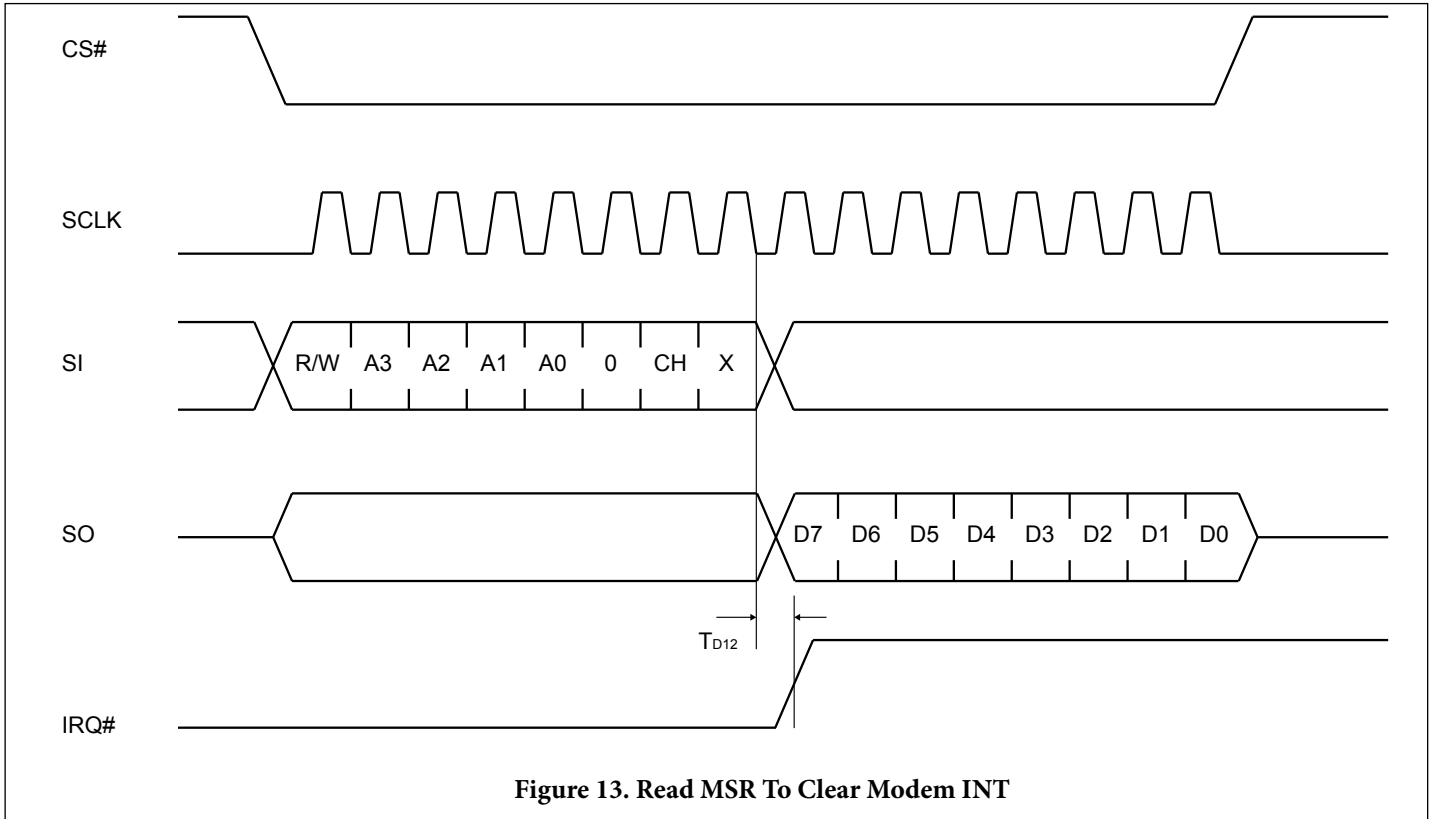 CS#
SCLK
SI
R/W A3 A2 A1 A0 0 CH X
SO
D7 D6 D5 D4 D3 D2 D1 D0
TD12
IRQ#
Figure 13. Read MSR To Clear Modem INT